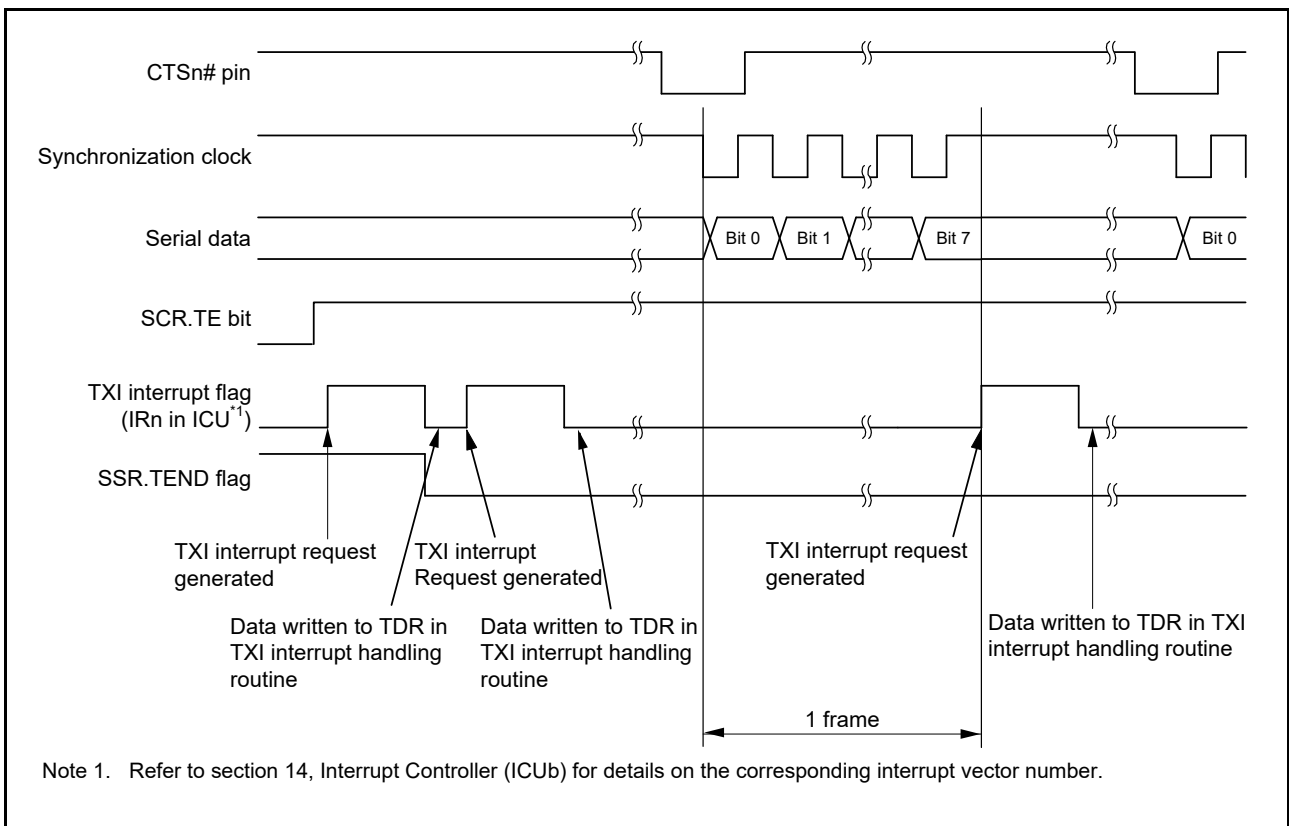 CTSn# pin
Synchronization clock
Serial data
Bit 0
Bit 1
Bit 7
Bit 0
SCR.TE bit
TXI interrupt flag
(IRn in ICU*1)
SSR.TEND flag
TXI interrupt request
generated
TXI interrupt
Request generated
TXI interrupt request
generated
Data written to TDR in
TXI interrupt handling
routine
Data written to TDR in
TXI interrupt handling
routine
Data written to TDR in TXI
interrupt handling routine
1 frame
Note 1. Refer to section 14, Interrupt Controller (ICUb) for details on the corresponding interrupt vector number.